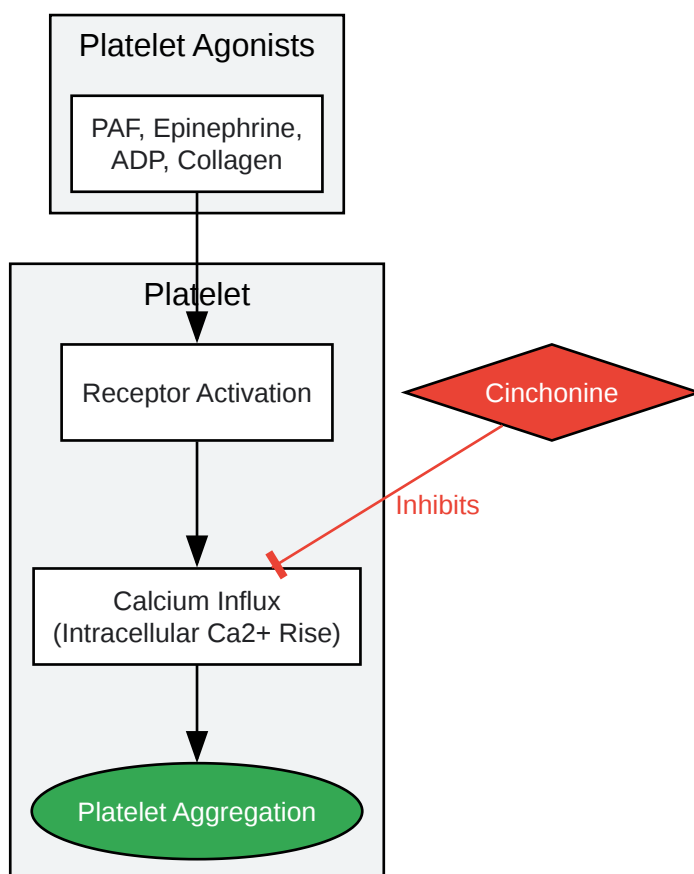 Platelet Agonists
PAF, Epinephrine,
ADP, Collagen
Platelet
Receptor Activation
Cinchonine
Inhibits
Calcium Influx
(Intracellular Ca2+ Rise)
Platelet Aggregation